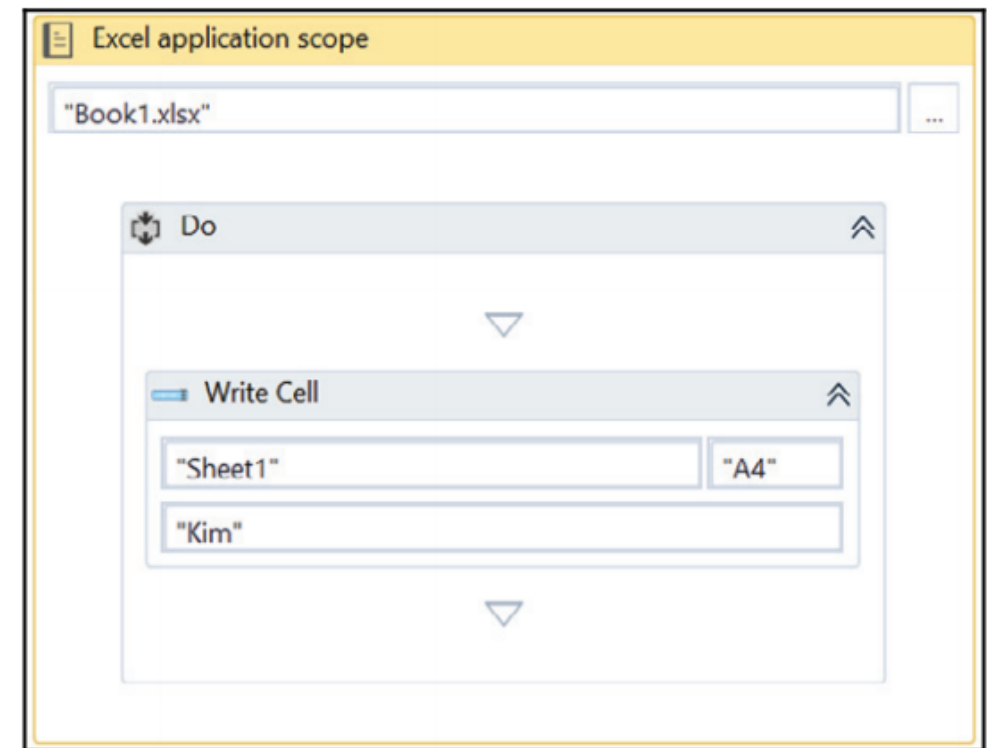 Excel application scope
"Book1.xlsx"
...
Do
Write Cell
"Sheet1" "A4"
"Kim"